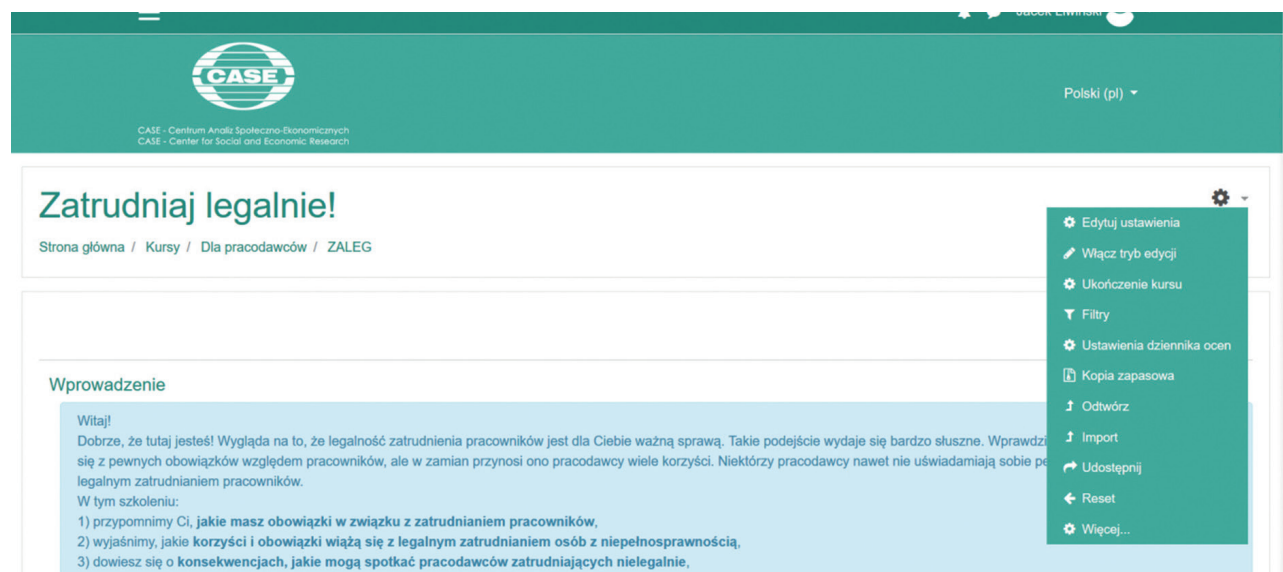 Jacek Liwiński
CASE
Polski (pl)
CASE - Centrum Analiz Społeczno-Ekonomicznych
CASE - Center for Social and Economic Research
Zatrudniaj legalnie!
Strona główna / Kursy / Dla pracodawców / ZALEG
Edytuj ustawienia
Włącz tryb edycji
Ukończenie kursu
Filtry
Ustawienia dziennika ocen
Kopia zapasowa
Odtwórz
Import
Udostępnij
Reset
Więcej...
Wprowadzenie
Witaj!
Dobrze, że tutaj jesteś! Wygląda na to, że legalność zatrudnienia pracowników jest dla Ciebie ważną sprawą. Takie podejście wydaje się bardzo słuszne. Wprawdzi
się z pewnych obowiązków względem pracowników, ale w zamian przynosi ono pracodawcy wiele korzyści. Niektórzy pracodawcy nawet nie uświadamiają sobie pe
legalnym zatrudnianiem pracowników.
W tym szkoleniu:
1) przypomnimy Ci, jakie masz obowiązki w związku z zatrudnianiem pracowników,
2) wyjaśnimy, jakie korzyści i obowiązki wiążą się z legalnym zatrudnianiem osób z niepełnosprawnością,
3) dowiesz się o konsekwencjach, jakie mogą spotkać pracodawców zatrudniających nielegalnie,